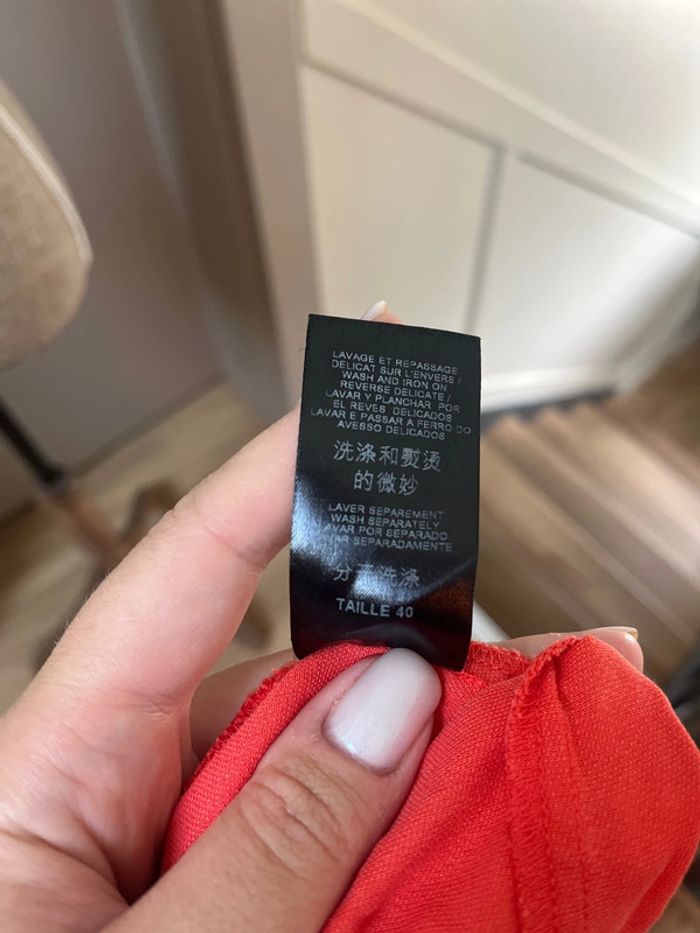 LAVAGE ET REPASSAGE
DELICAT SUR L'ENVERS /
WASH AND IRON ON
REVERSE DELICATE /
LAVAR Y PLANCHAR POR
EL REVES DELICADOS
LAVAR E PASSAR A FERRO DO
AVESSO DELICADOS
洗涤和熨烫
的微妙
LAVER SEPAREMENT
WASH SEPARATELY
LAVAR POR SEPARADO
LAVAR SEPARADAMENTE
分开洗涤
TAILLE 40